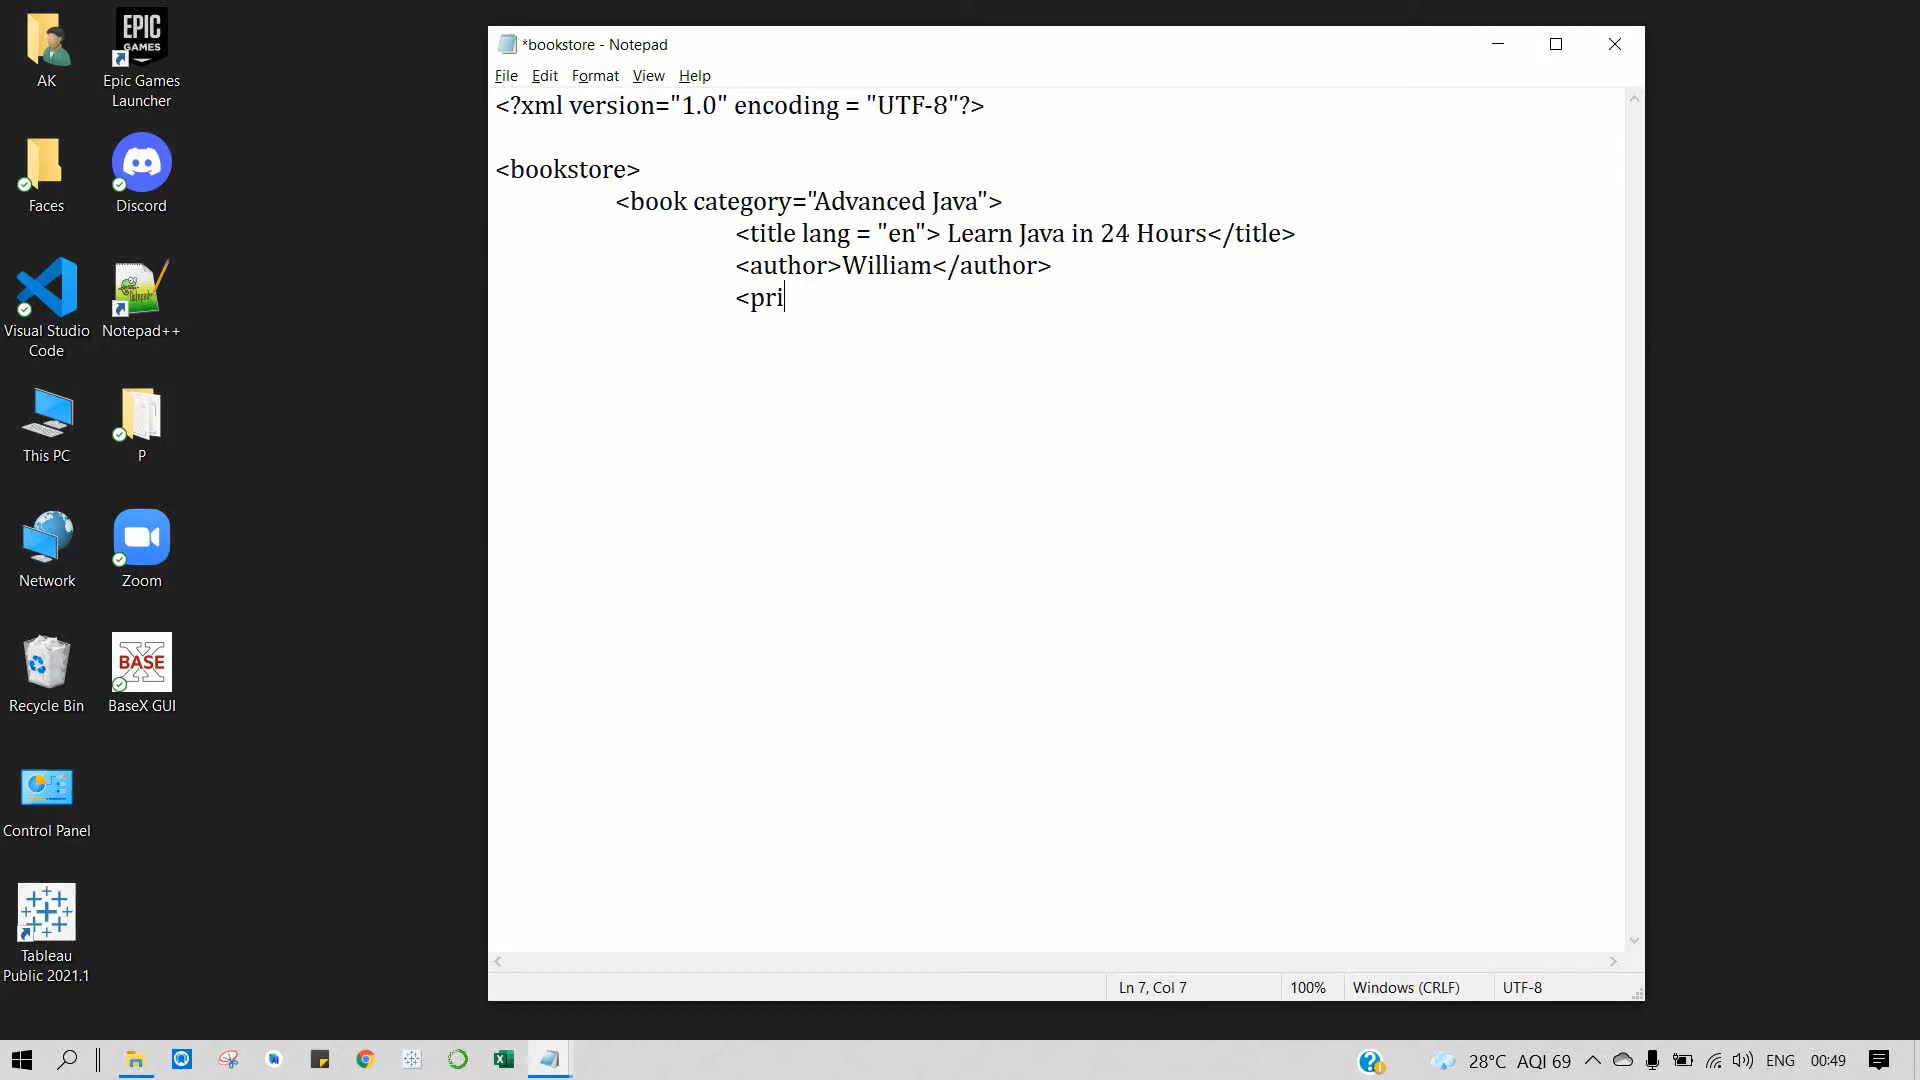 AK
EPIC GAMES
Epic Games Launcher
Faces
Discord
Visual Studio Code
Notepad++
This PC
P
Network
Zoom
Recycle Bin
BASE X
BaseX GUI
Control Panel
Tableau Public 2021.1
*bookstore - Notepad
File Edit Format View Help
<?xml version="1.0" encoding = "UTF-8"?>
<bookstore>
<book category="Advanced Java">
<title lang = "en"> Learn Java in 24 Hours</title>
<author>William</author>
<pri
Ln 7, Col 7 100% Windows (CRLF) UTF-8
28°C AQI 69 ENG 00:49